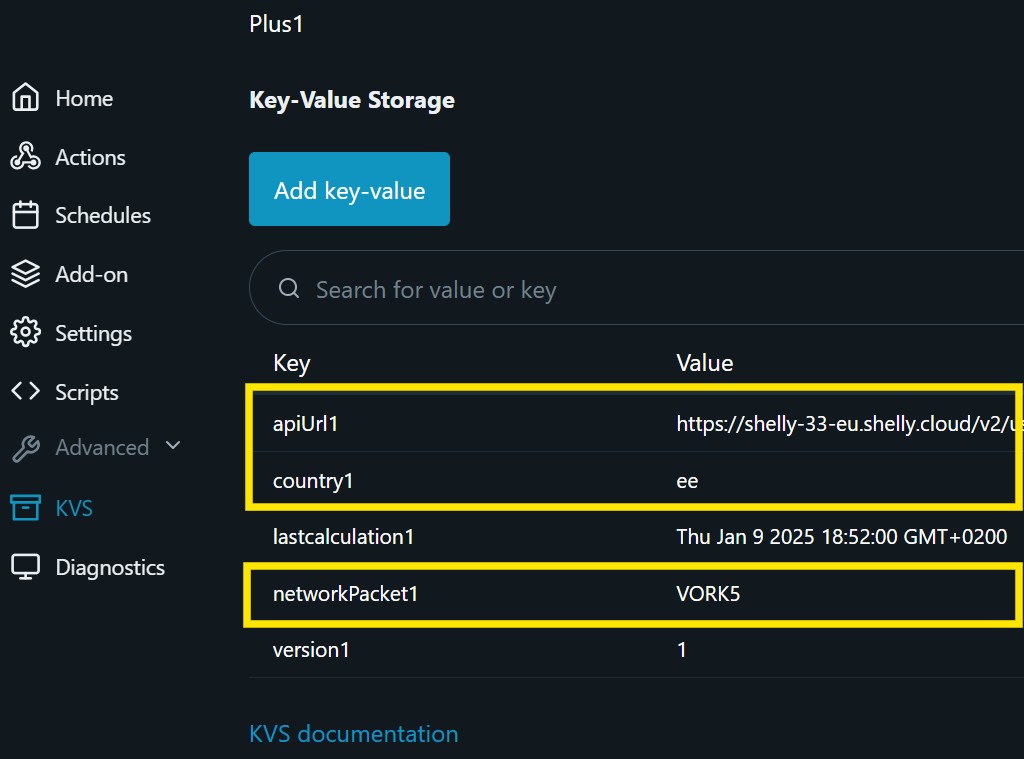 Plus1
Key-Value Storage
Home
Actions
Schedules
Add-on
Settings
Scripts
Advanced
KVS
Diagnostics
Add key-value
Search for value or key
Key Value
apiUrl1 https://shelly-33-eu.shelly.cloud/v2/
country1 ee
lastcalculation1 Thu Jan 9 2025 18:52:00 GMT+0200
networkPacket1 VORK5
version1 1
KVS documentation